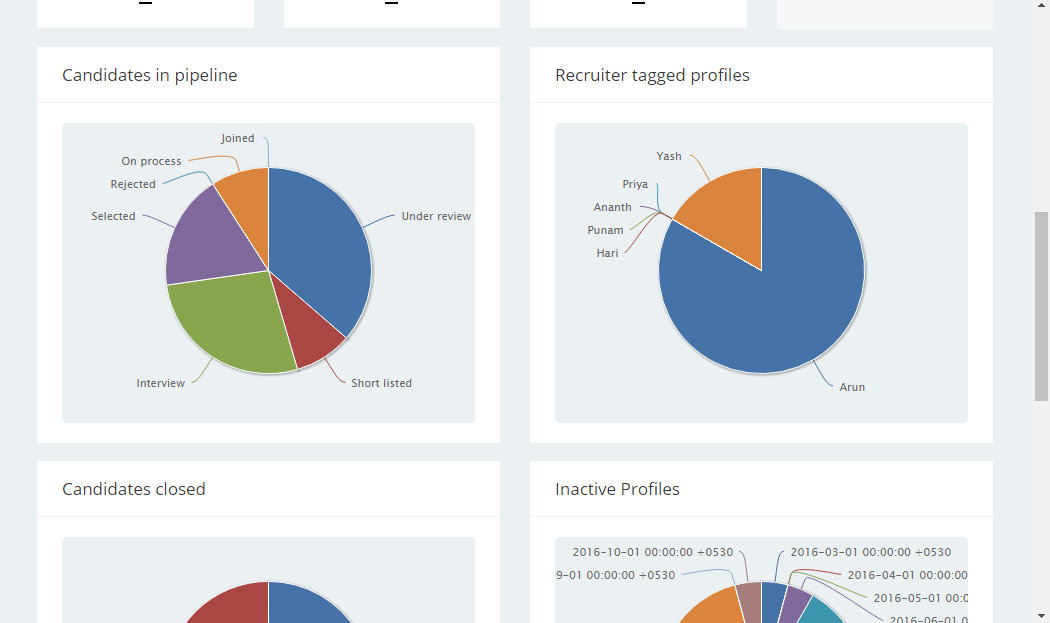 Candidates in pipeline
Joined
On process
Rejected
Selected
Under review
Interview
Short listed
Recruiter tagged profiles
Yash
Priya
Ananth
Punam
Hari
Arun
Candidates closed
Inactive Profiles
2016-10-01 00:00:00 +0530
2016-03-01 00:00:00 +0530
9-01 00:00:00 +0530
2016-04-01 00:00:00
2016-05-01 00:0
2016-06-01 0